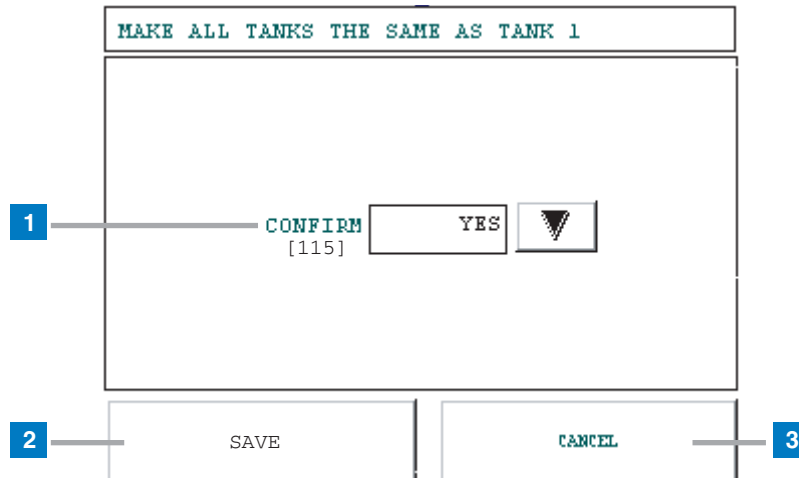 MAKE ALL TANKS THE SAME AS TANK 1
1 CONFIRM YES
[115]
2 SAVE CANCEL 3